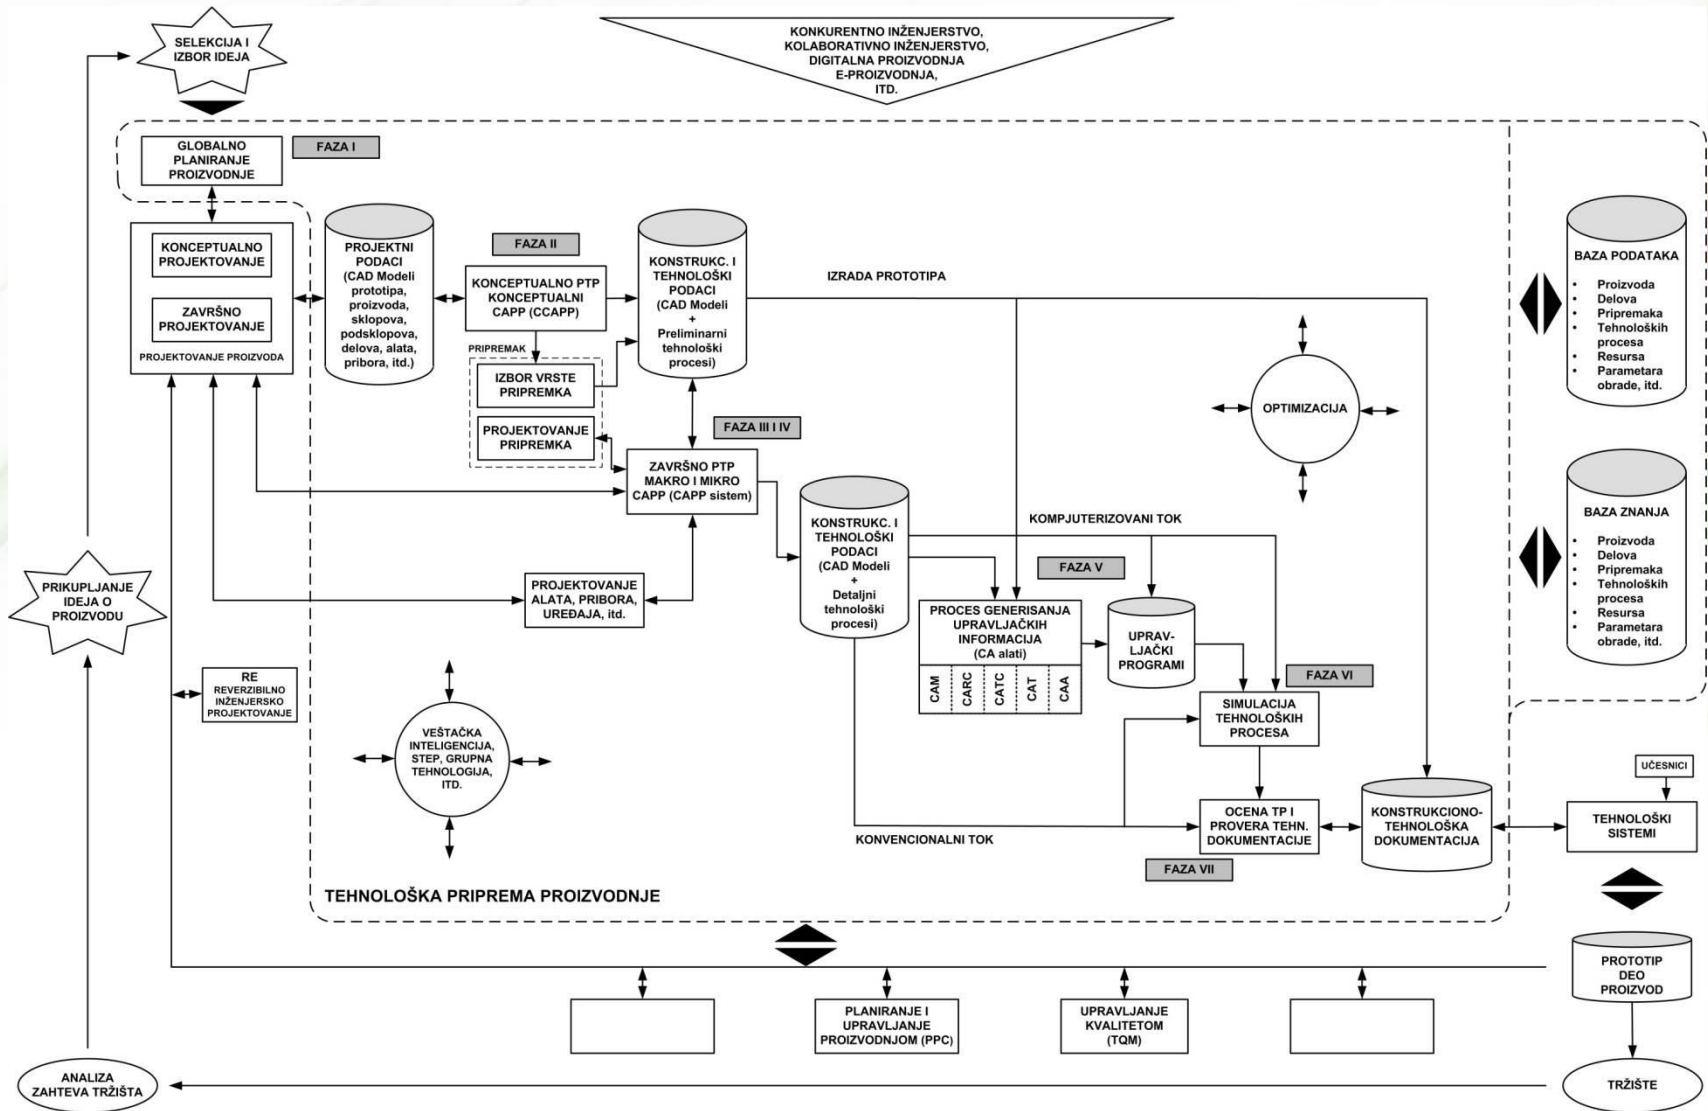 SELEKCIJA I
IZBOR IDEJA
KONKURENTNO INŽENJERSTVO,
KOLABORATIVNO INŽENJERSTVO,
DIGITALNA PROIZVODNJA
E-PROIZVODNJA,
ITD.
GLOBALNO
PLANIRANJE
PROIZVODNJE
FAZA I
KONCEPTUALNO
PROJEKTOVANJE
ZAVRŠNO
PROJEKTOVANJE
PROJEKTOVANJE PROIZVODA
PROJEKTNI
PODACI
(CAD Modeli
prototipa,
proizvoda,
sklopova,
podsklopova,
delova, alata,
pribora, itd.)
FAZA II
KONCEPTUALNO PTP
KONCEPTUALNI
CAPP (CCAPP)
PRIPREMAK
IZBOR VRSTE
PRIPREMKA
PROJEKTOVANJE
PRIPREMKA
KONSTRUKC. I
TEHNOLOŠKI
PODACI
(CAD Modeli
+
Preliminarni
tehnološki
procesi)
IZRADA PROTOTIPA
FAZA III I IV
ZAVRŠNO PTP
MAKRO I MIKRO
CAPP (CAPP sistem)
OPTIMIZACIJA
BAZA PODATAKA
• Proizvoda
• Delova
• Pripremaka
• Tehnoloških
procesa
• Resursa
• Parametara
obrade, itd.
BAZA ZNANJA
• Proizvoda
• Delova
• Pripremaka
• Tehnoloških
procesa
• Resursa
• Parametara
obrade, itd.
KONSTRUKC. I
TEHNOLOŠKI
PODACI
(CAD Modeli
+
Detaljni
tehnološki
procesi)
KOMPJUTERIZOVANI TOK
FAZA V
PRIKUPLJANJE
IDEJA O
PROIZVODU
PROJEKTOVANJE
ALATA, PRIBORA,
UREĐAJA, itd.
PROCES GENERISANJA
UPRAVLJAČKIH
INFORMACIJA
(CA alati)
CAM
CARC
CATC
CAT
CAA
UPRAV-
LJAČKI
PROGRAMI
FAZA VI
SIMULACIJA
TEHNOLOŠKIH
PROCESA
RE
REVERZIBILNO
INŽENJERSKO
PROJEKTOVANJE
VEŠTAČKA
INTELIGENCIJA,
STEP, GRUPNA
TEHNOLOGIJA,
ITD.
KONVENCIONALNI TOK
OCENA TP I
PROVERA TEHN.
DOKUMENTACIJE
FAZA VII
KONSTRUKCIONO-
TEHNOLOŠKA
DOKUMENTACIJA
UČESNICI
TEHNOLOŠKI
SISTEMI
TEHNOLOŠKA PRIPREMA PROIZVODNJE
PROTOTIP
DEO
PROIZVOD
PLANIRANJE I
UPRAVLJANJE
PROIZVODNJOM (PPC)
UPRAVLJANJE
KVALITETOM
(TQM)
ANALIZA
ZAHTEVA TRŽIŠTA
TRŽIŠTE